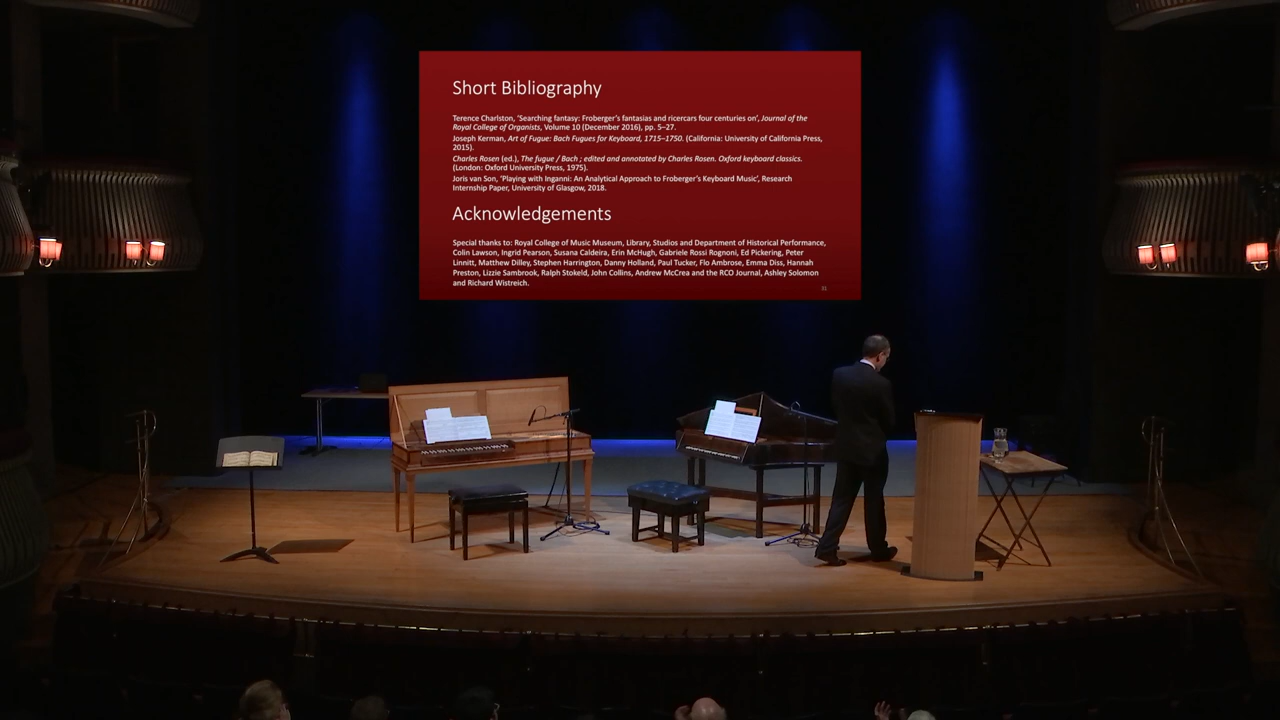 Short Bibliography
Terence Charlston, 'Searching fantasy: Froberger's fantasias and ricercars four centuries on', Journal of the
Royal College of Organists, Volume 10 (December 2016), pp. 5–27.
Joseph Kerman, Art of Fugue: Bach Fugues for Keyboard, 1715–1750. (California: University of California Press,
2015).
Charles Rosen (ed.), The fugue / Bach ; edited and annotated by Charles Rosen. Oxford keyboard classics.
(London: Oxford University Press, 1975).
Joris van Son, 'Playing with Inganni: An Analytical Approach to Froberger's Keyboard Music', Research
Internship Paper, University of Glasgow, 2018.
Acknowledgements
Special thanks to: Royal College of Music Museum, Library, Studios and Department of Historical Performance,
Colin Lawson, Ingrid Pearson, Susana Caldeira, Erin McHugh, Gabriele Rossi Rognoni, Ed Pickering, Peter
Linnitt, Matthew Dilley, Stephen Harrington, Danny Holland, Paul Tucker, Flo Ambrose, Emma Diss, Hannah
Preston, Lizzie Sambrook, Ralph Stokeld, John Collins, Andrew McCrea and the RCO Journal, Ashley Solomon
and Richard Wistreich.
31